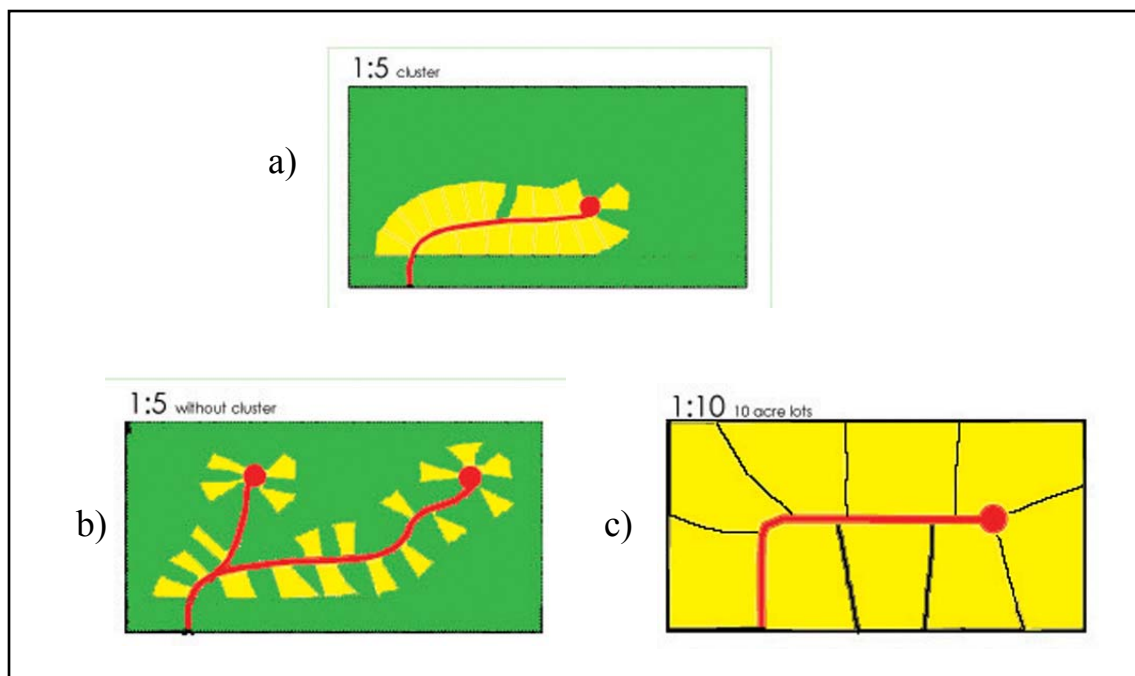 1:5 cluster
a)
1:5 without cluster
b)
1:10 10 acre lots
c)